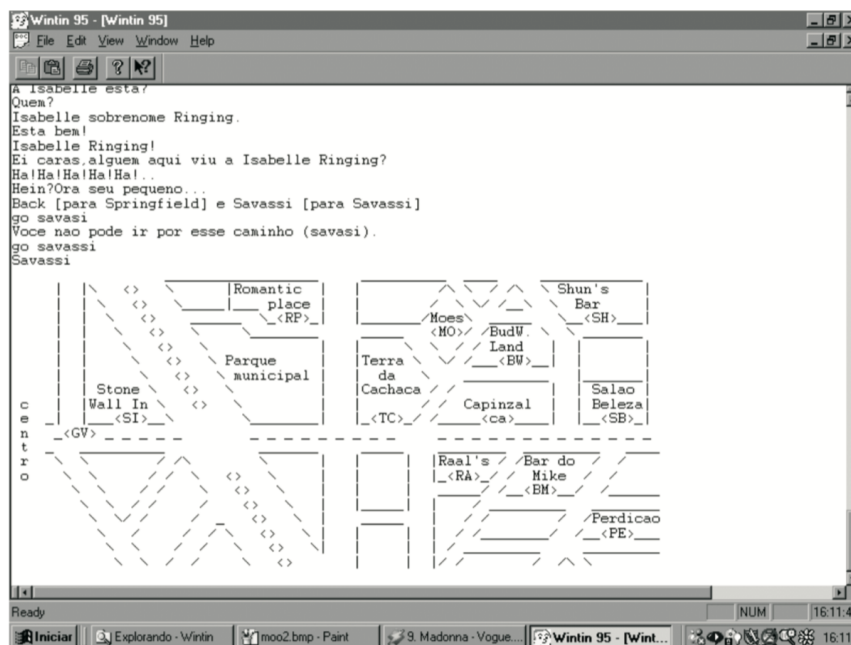 Wintin 95 - [Wintin 95]
File Edit View Window Help
A Isabelle esta?
Quem?
Isabelle sobrenome Ringing.
Esta bem!
Isabelle Ringing!
Ei caras,alguem aqui viu a Isabelle Ringing?
Ha!Ha!Ha!Ha!Ha!..
Hein?Ora seu pequeno...
Back [para Springfield] e Savassi [para Savassi]
go savasi
Voce nao pode ir por esse caminho (savasi).
go savassi
Savassi
Romantic Shun's
place Bar
<RP> Moes <SH>
<MO> BudW.
Land
Parque Terra <BW>
municipal da
Stone Cachaca Salao
c Wall In Capinzal Beleza
e <SI> <TC> <ca> <SB>
n <GV>
t
r Raal's Bar do
o <RA> Mike
<BM>
Perdicao
<PE>
Ready NUM 16:11:4
Iniciar Explorando - Wintin moo2.bmp - Paint 9. Madonna - Vogue.... Wintin 95 - [Wint... 16:11